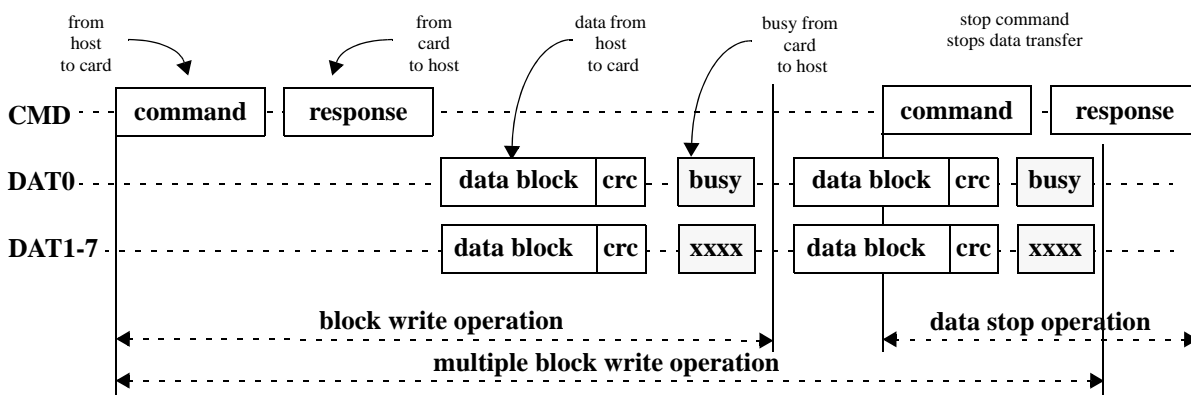 from
host
to card
from
card
to host
data from
host
to card
busy from
card
to host
stop command
stops data transfer
CMD command response command response
DAT0 data block crc busy data block crc busy
DAT1-7 data block crc xxxx data block crc xxxx
block write operation data stop operation
multiple block write operation